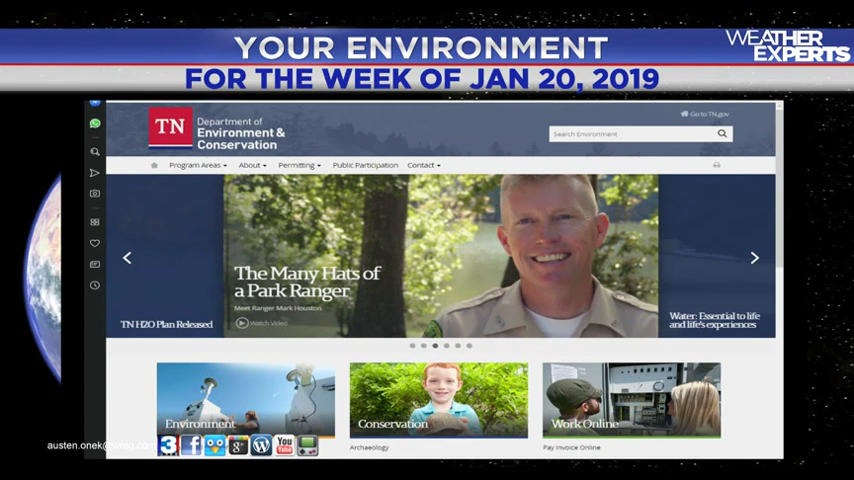 YOUR ENVIRONMENT
WEATHER
EXPERTS
FOR THE WEEK OF JAN 20, 2019
TN
Department of
Environment &
Conservation
Go to TN.gov
Search Environment
Program Areas
About
Permitting
Public Participation
Contact
The Many Hats of
a Park Ranger
Meet Ranger Mark Houston
Watch Video
TN H2O Plan Released
Water: Essential to life
and life's experiences
Environment
Conservation
Work Online
3
f
g+
W
You
Tube
Archaeology
Pay Invoice Online